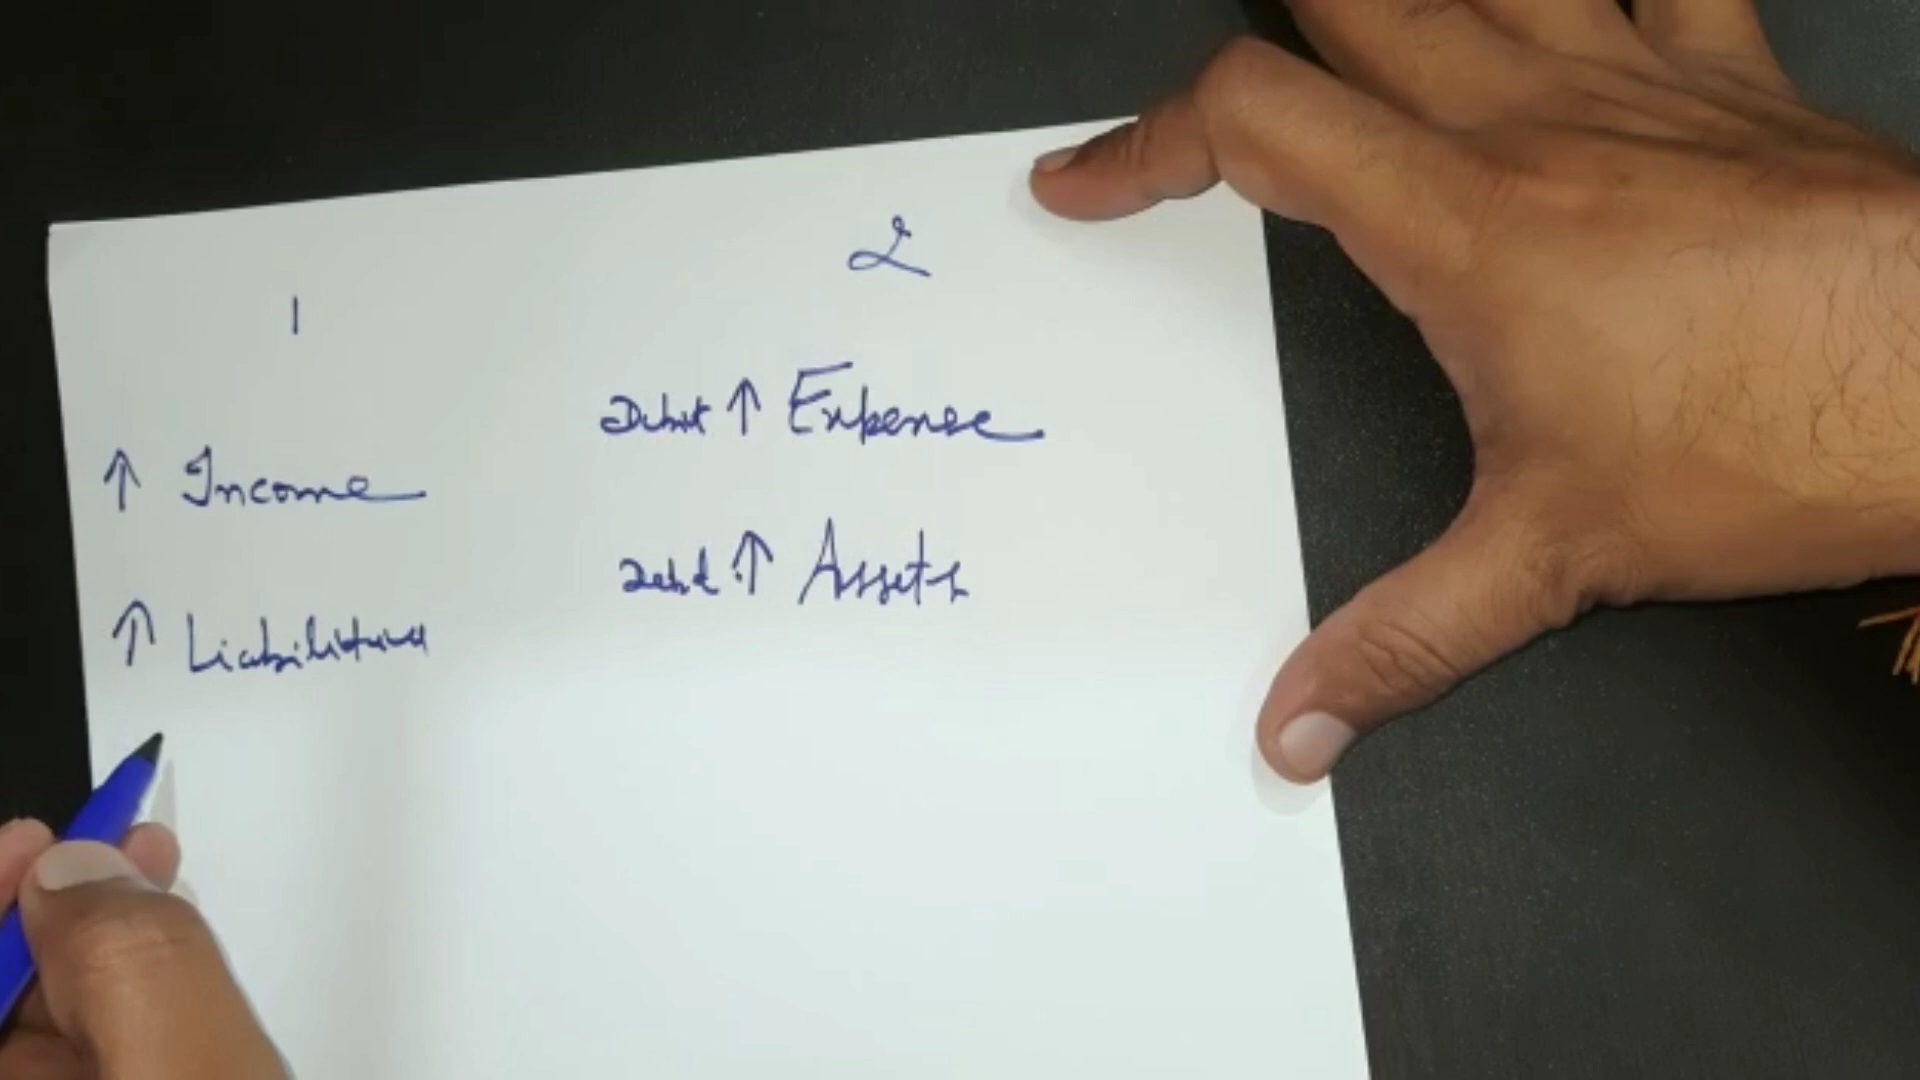 1
2
↑ Income
↑ Liabilities
Debit ↑ Expense
Debit ↑ Assets